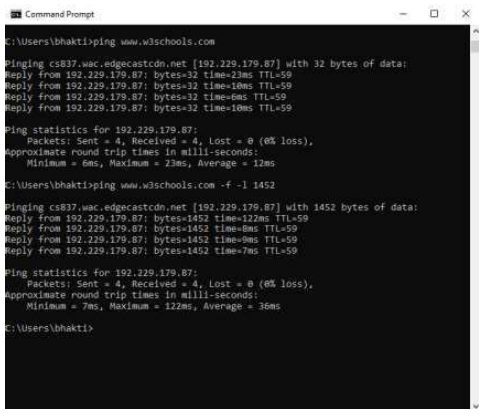 Command Prompt
C:\Users\bhakti>ping www.w3schools.com
Pinging cs837.wac.edgecastcdn.net [192.229.179.87] with 32 bytes of data:
Reply from 192.229.179.87: bytes=32 time=23ms TTL=59
Reply from 192.229.179.87: bytes=32 time=10ms TTL=59
Reply from 192.229.179.87: bytes=32 time=6ms TTL=59
Reply from 192.229.179.87: bytes=32 time=10ms TTL=59
Ping statistics for 192.229.179.87:
Packets: Sent = 4, Received = 4, Lost = 0 (0% loss),
Approximate round trip times in milli-seconds:
Minimum = 6ms, Maximum = 23ms, Average = 12ms
C:\Users\bhakti>ping www.w3schools.com -f -l 1452
Pinging cs837.wac.edgecastcdn.net [192.229.179.87] with 1452 bytes of data:
Reply from 192.229.179.87: bytes=1452 time=122ms TTL=59
Reply from 192.229.179.87: bytes=1452 time=8ms TTL=59
Reply from 192.229.179.87: bytes=1452 time=9ms TTL=59
Reply from 192.229.179.87: bytes=1452 time=7ms TTL=59
Ping statistics for 192.229.179.87:
Packets: Sent = 4, Received = 4, Lost = 0 (0% loss),
Approximate round trip times in milli-seconds:
Minimum = 7ms, Maximum = 122ms, Average = 36ms
C:\Users\bhakti>